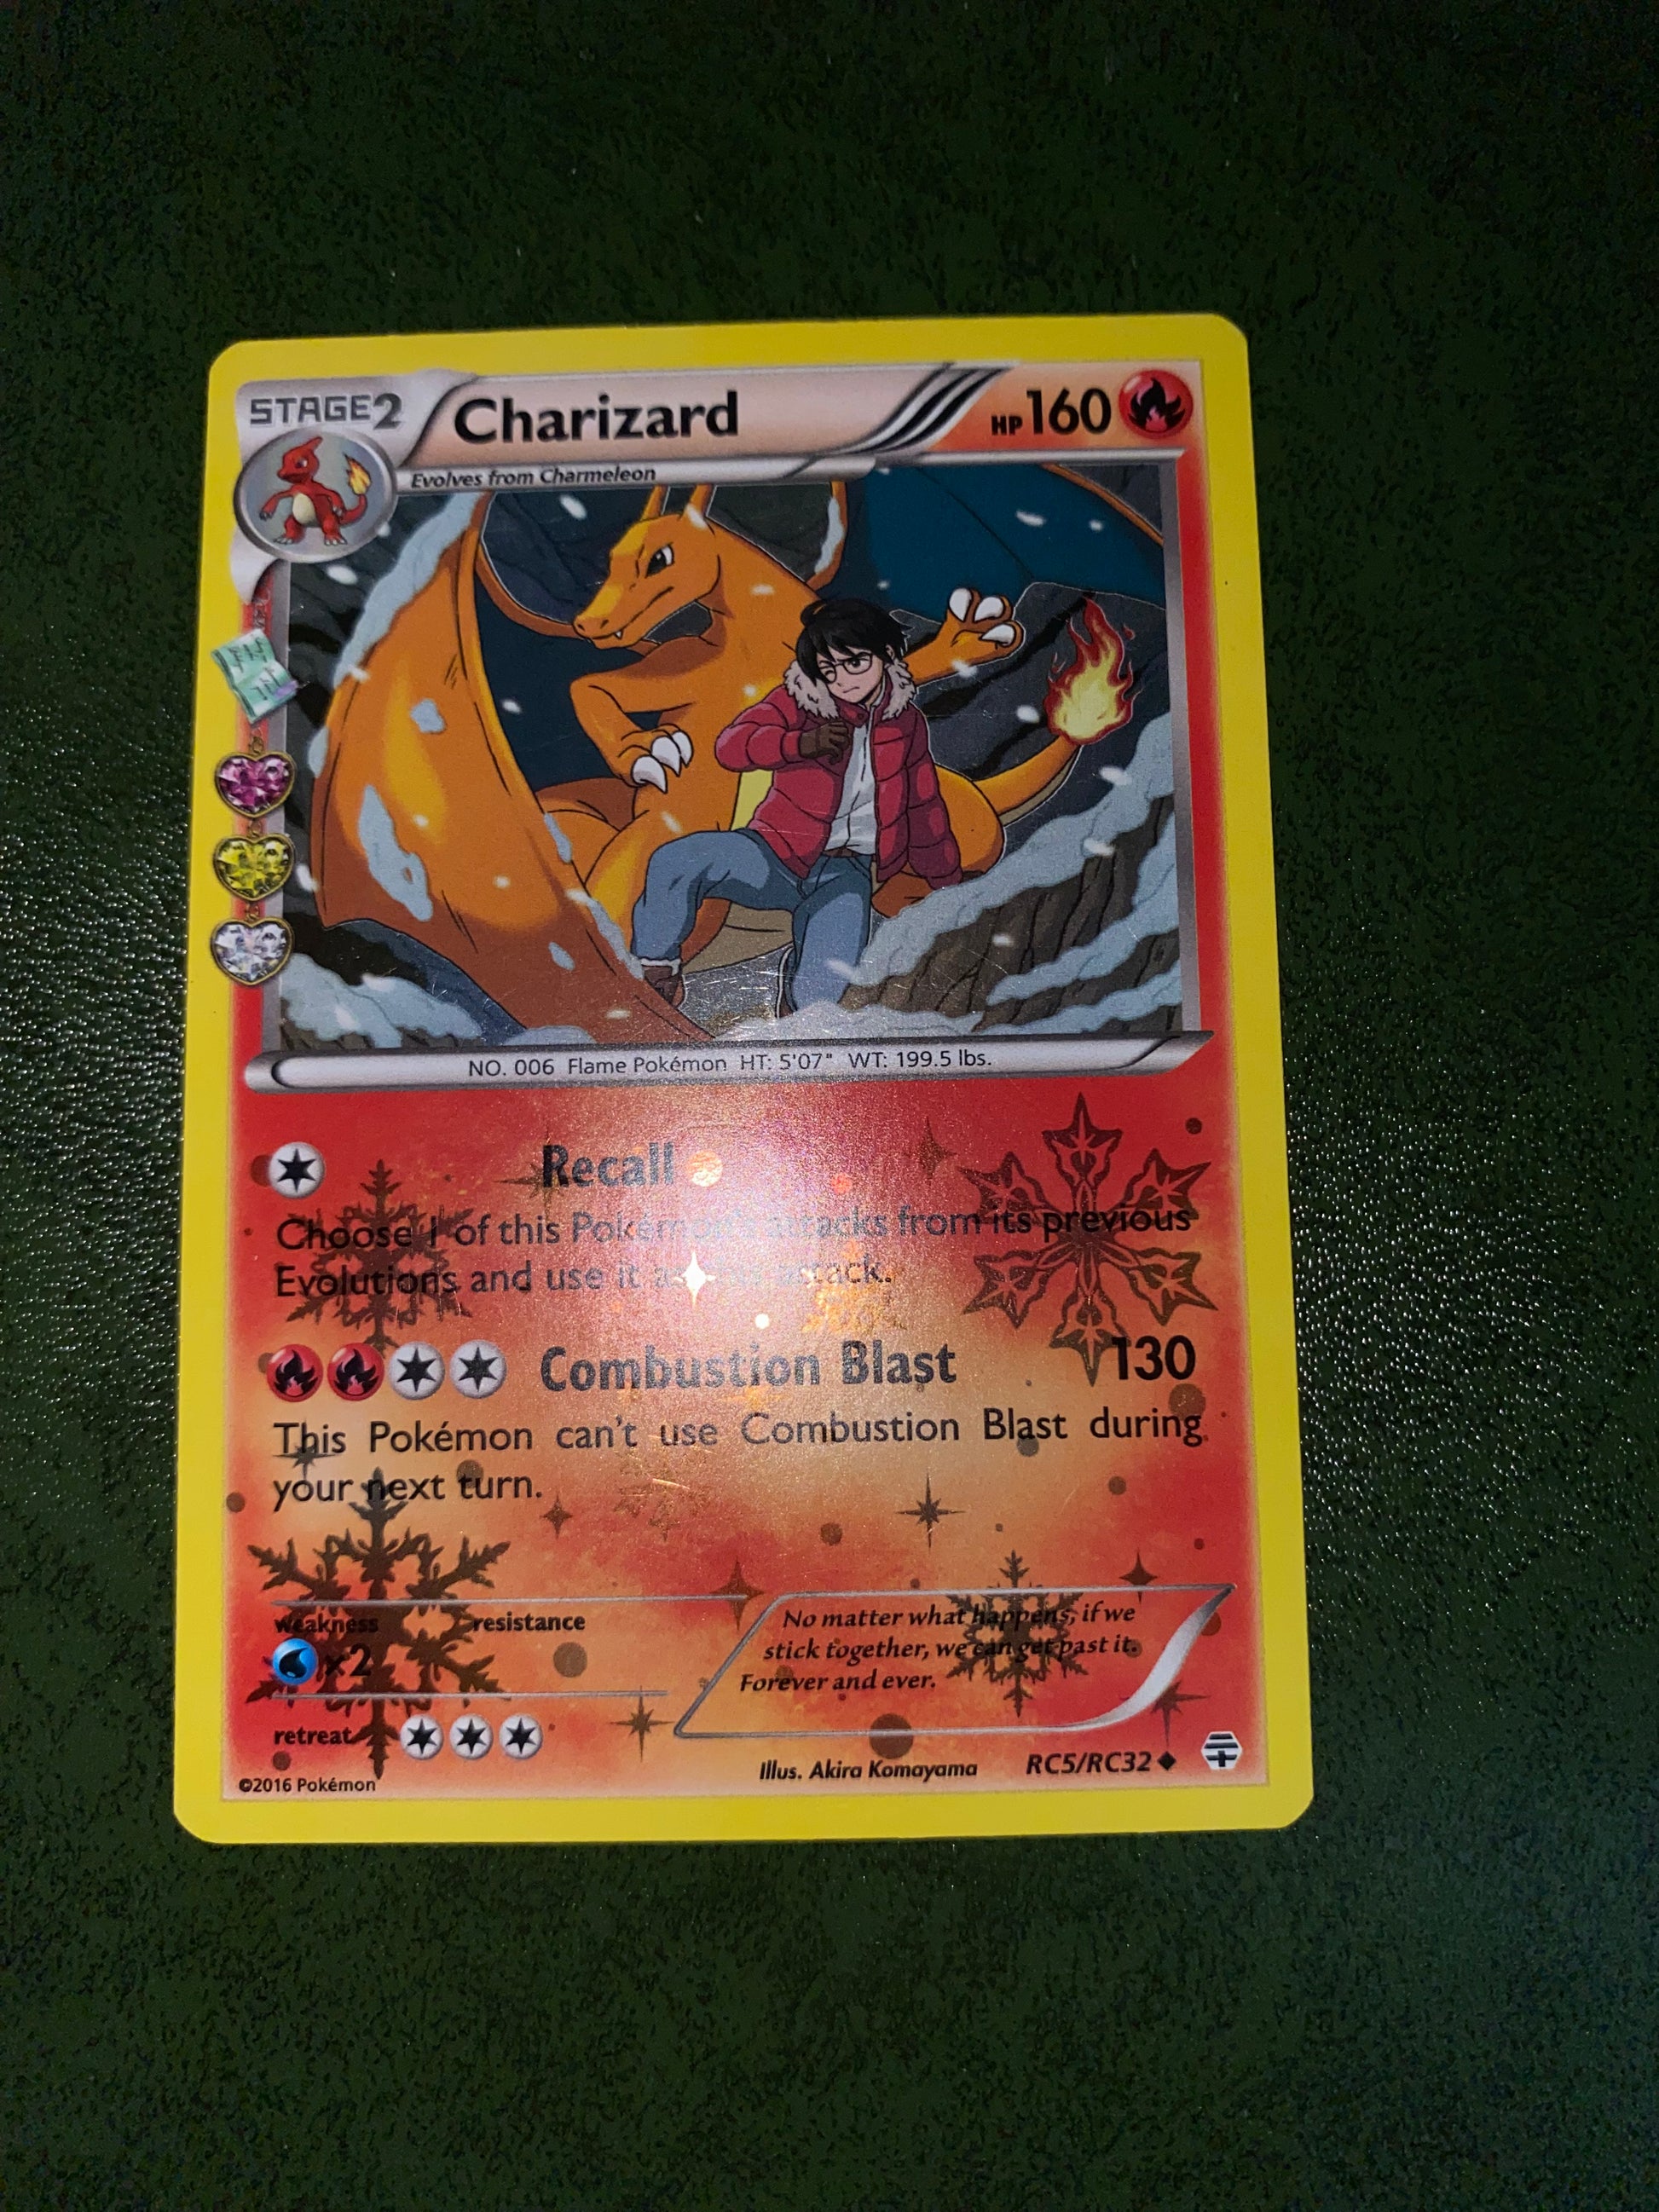 STAGE2 Charizard HP160
Evolves from Charmeleon
NO. 006 Flame Pokémon HT: 5'07" WT: 199.5 lbs.
Recall
Choose 1 of this Pokémon's attacks from its previous
Evolutions and use it as this attack.
Combustion Blast 130
This Pokémon can't use Combustion Blast during
your next turn.
weakness resistance
×2
retreat
No matter what happens, if we
stick together, we can get past it.
Forever and ever.
©2016 Pokémon Illus. Akira Komayama RC5/RC32